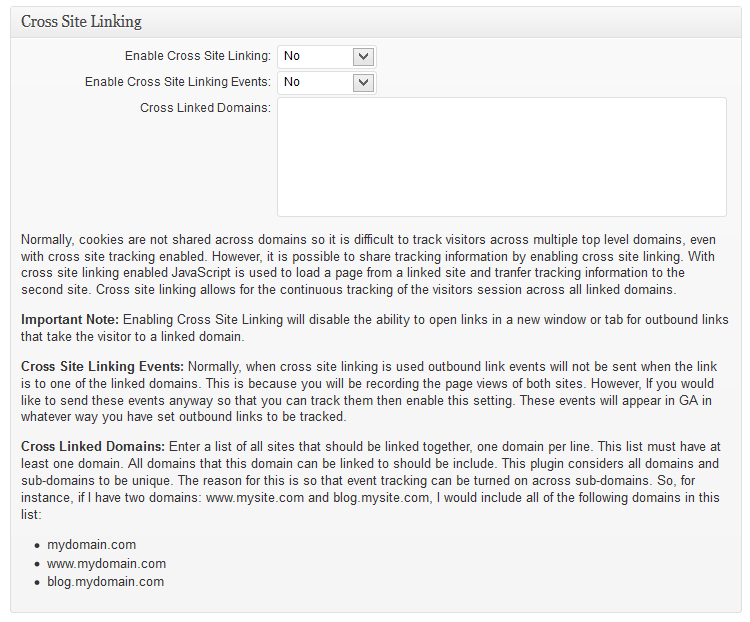 Cross Site Linking
Enable Cross Site Linking: No
Enable Cross Site Linking Events: No
Cross Linked Domains:
Normally, cookies are not shared across domains so it is difficult to track visitors across multiple top level domains, even
with cross site tracking enabled. However, it is possible to share tracking information by enabling cross site linking. With
cross site linking enabled JavaScript is used to load a page from a linked site and tranfer tracking information to the
second site. Cross site linking allows for the continuous tracking of the visitors session across all linked domains.
Important Note: Enabling Cross Site Linking will disable the ability to open links in a new window or tab for outbound links
that take the visitor to a linked domain.
Cross Site Linking Events: Normally, when cross site linking is used outbound link events will not be sent when the link
is to one of the linked domains. This is because you will be recording the page views of both sites. However, If you would
like to send these events anyway so that you can track them then enable this setting. These events will appear in GA in
whatever way you have set outbound links to be tracked.
Cross Linked Domains: Enter a list of all sites that should be linked together, one domain per line. This list must have at
least one domain. All domains that this domain can be linked to should be include. This plugin considers all domains and
sub-domains to be unique. The reason for this is so that event tracking can be turned on across sub-domains. So, for
instance, if I have two domains: www.mysite.com and blog.mysite.com, I would include all of the following domains in this
list:
• mydomain.com
• www.mydomain.com
• blog.mydomain.com